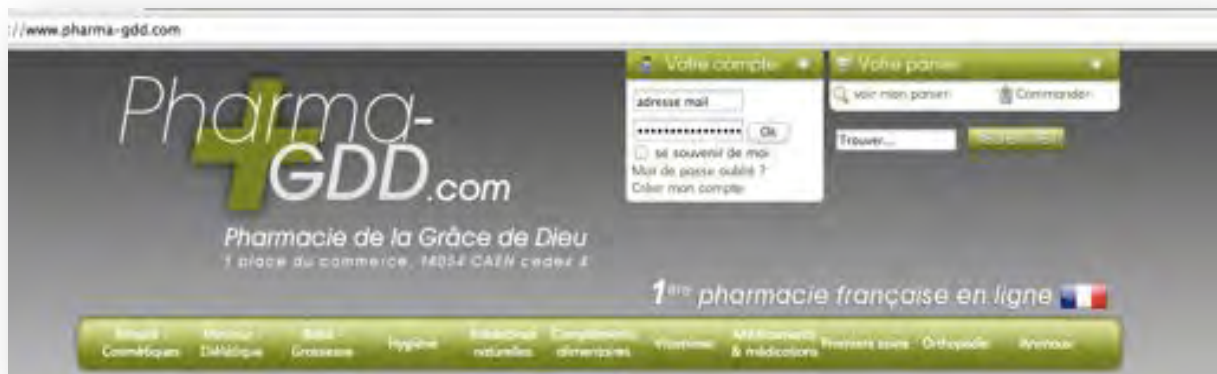 ://www.pharma-gdd.com
Pharma-
GDD.com
Pharmacie de la Grâce de Dieu
1 place du commerce, 14054 CAEN cedex 4
Votre compte
adresse mail
Ok
se souvenir de moi
Mot de passe oublié ?
Créer mon compte
Votre panier
voir mon panier
Commander
Trouver...
1ère pharmacie française en ligne
Cosmétiques
Diététique
Bébé - Grossesse
Hygiène
naturelles
Compléments alimentaires
Vitamines
Médicaments & médications
Premiers soins
Orthopédie
Animaux